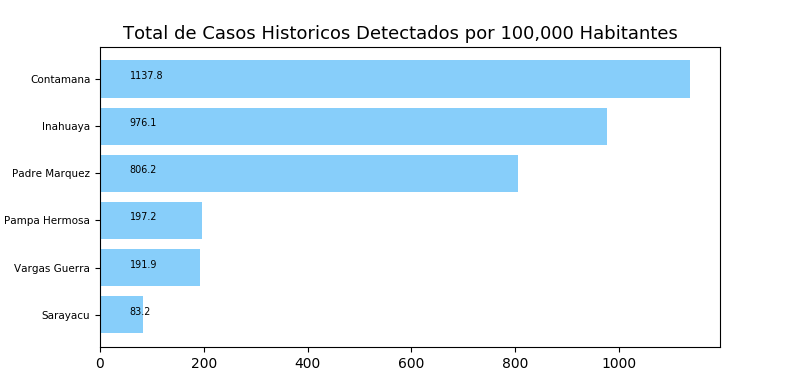 Total de Casos Historicos Detectados por 100,000 Habitantes
Contamana 1137.8
Inahuaya 976.1
Padre Marquez 806.2
Pampa Hermosa 197.2
Vargas Guerra 191.9
Sarayacu 83.2
0 200 400 600 800 1000